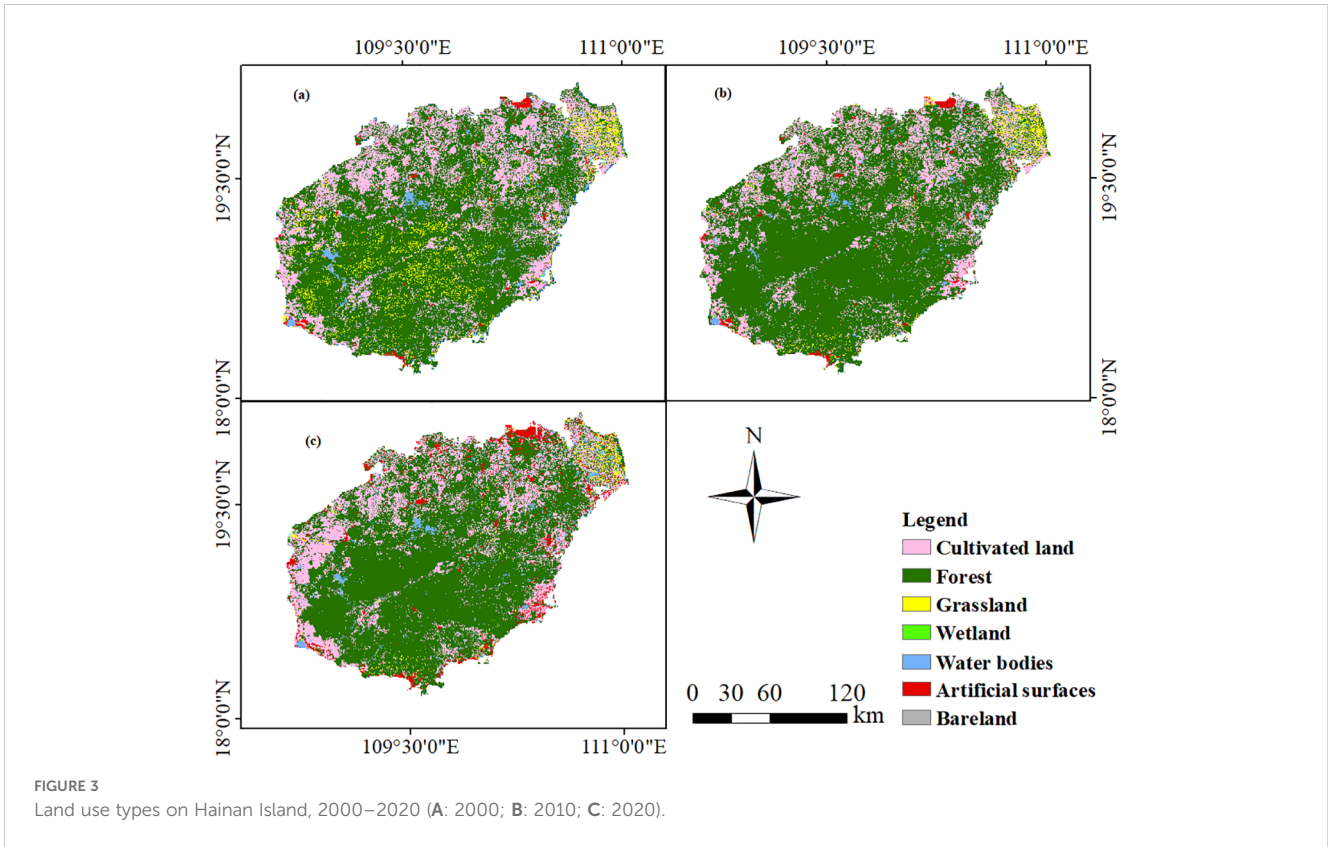 109°30'0"E 111°0'0"E 109°30'0"E 111°0'0"E
(a)
(b)
19°30'0"N
19°30'0"N
18°0'0"N
18°0'0"N
(c)
N
19°30'0"N
Legend
Cultivated land
Forest
Grassland
Wetland
Water bodies
Artificial surfaces
Bareland
0 30 60 120
km
18°0'0"N
109°30'0"E 111°0'0"E
FIGURE 3
Land use types on Hainan Island, 2000–2020 (A: 2000; B: 2010; C: 2020).